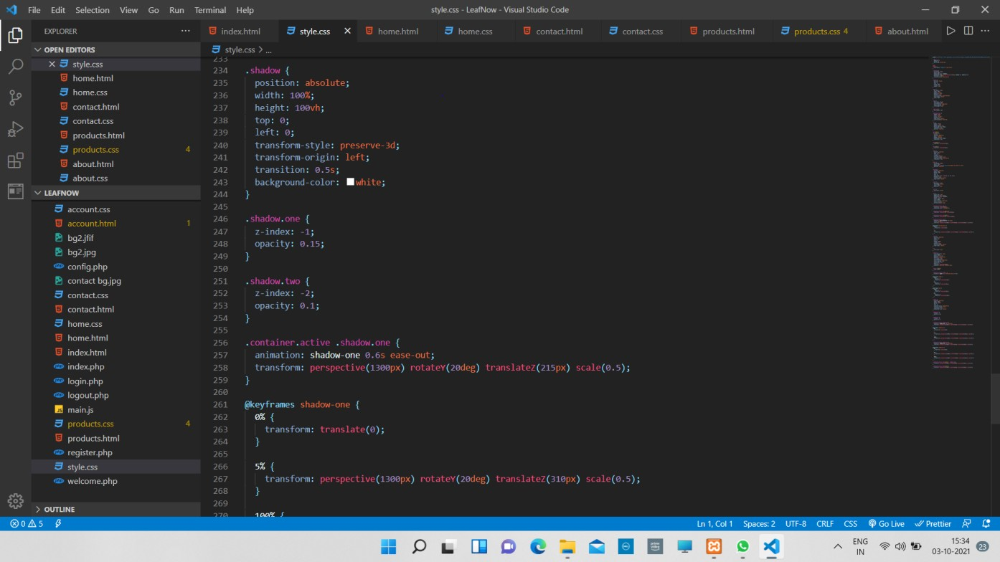 File Edit Selection View Go Run Terminal Help
style.css - LeafNow - Visual Studio Code
EXPLORER
index.html style.css home.html home.css contact.html contact.css products.html products.css 4 about.html
OPEN EDITORS
style.css
home.html
home.css
contact.html
contact.css
products.html
products.css 4
about.html
about.css
LEAFNOW
account.css
account.html 1
bg2.jfif
bg2.jpg
config.php
contact bg.jpg
contact.css
contact.html
home.css
home.html
index.html
index.php
login.php
logout.php
main.js
products.css 4
products.html
register.php
style.css
welcome.php
OUTLINE
style.css > ...
233
234 .shadow {
235 position: absolute;
236 width: 100%;
237 height: 100vh;
238 top: 0;
239 left: 0;
240 transform-style: preserve-3d;
241 transform-origin: left;
242 transition: 0.5s;
243 background-color: white;
244 }
245
246 .shadow.one {
247 z-index: -1;
248 opacity: 0.15;
249 }
250
251 .shadow.two {
252 z-index: -2;
253 opacity: 0.1;
254 }
255
256 .container.active .shadow.one {
257 animation: shadow-one 0.6s ease-out;
258 transform: perspective(1300px) rotateY(20deg) translateZ(215px) scale(0.5);
259 }
260
261 @keyframes shadow-one {
262 0% {
263 transform: translate(0);
264 }
265
266 5% {
267 transform: perspective(1300px) rotateY(20deg) translateZ(310px) scale(0.5);
268 }
269
270 100% {
0 5
Ln 1, Col 1 Spaces: 2 UTF-8 CRLF CSS Go Live Prettier
ENG
IN
15:34
03-10-2021
23